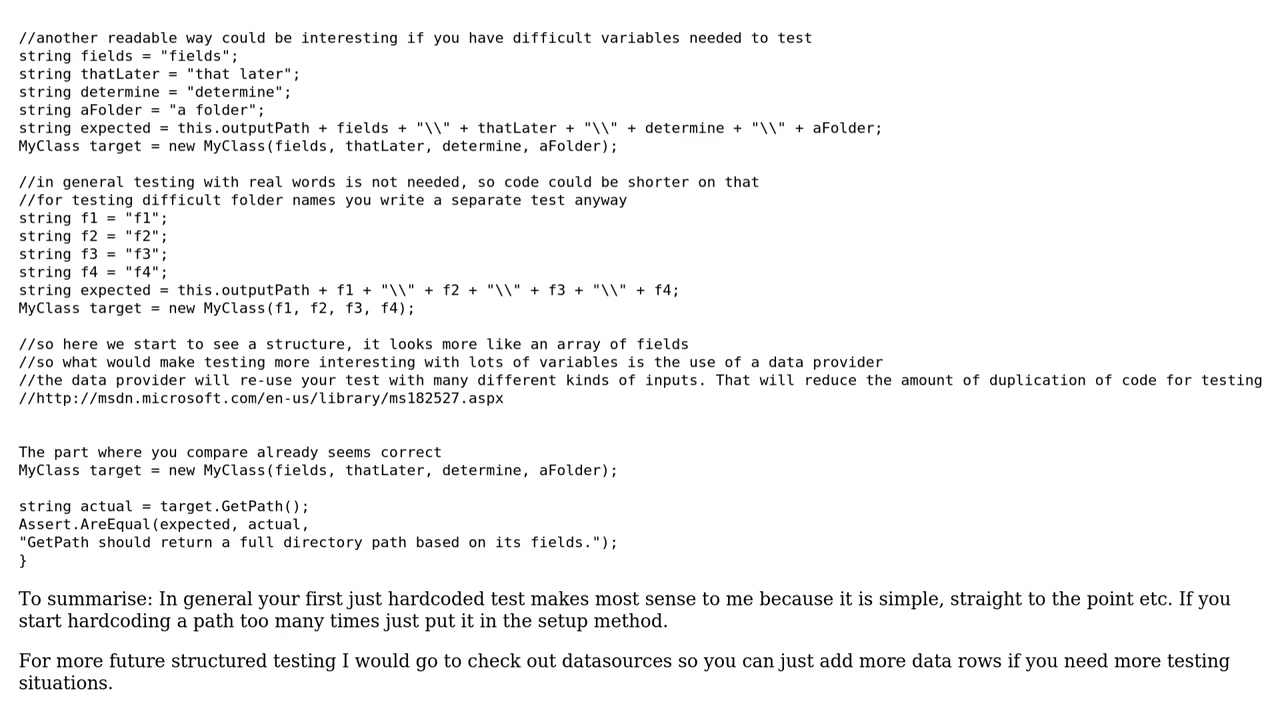 //another readable way could be interesting if you have difficult variables needed to test
string fields = "fields";
string thatLater = "that later";
string determine = "determine";
string aFolder = "a folder";
string expected = this.outputPath + fields + "\\" + thatLater + "\\" + determine + "\\" + aFolder;
MyClass target = new MyClass(fields, thatLater, determine, aFolder);
//in general testing with real words is not needed, so code could be shorter on that
//for testing difficult folder names you write a separate test anyway
string f1 = "f1";
string f2 = "f2";
string f3 = "f3";
string f4 = "f4";
string expected = this.outputPath + f1 + "\\" + f2 + "\\" + f3 + "\\" + f4;
MyClass target = new MyClass(f1, f2, f3, f4);
//so here we start to see a structure, it looks more like an array of fields
//so what would make testing more interesting with lots of variables is the use of a data provider
//the data provider will re-use your test with many different kinds of inputs. That will reduce the amount of duplication of code for testing
//http://msdn.microsoft.com/en-us/library/ms182527.aspx
The part where you compare already seems correct
MyClass target = new MyClass(fields, thatLater, determine, aFolder);
string actual = target.GetPath();
Assert.AreEqual(expected, actual,
"GetPath should return a full directory path based on its fields.");
}
To summarise: In general your first just hardcoded test makes most sense to me because it is simple, straight to the point etc. If you
start hardcoding a path too many times just put it in the setup method.
For more future structured testing I would go to check out datasources so you can just add more data rows if you need more testing
situations.